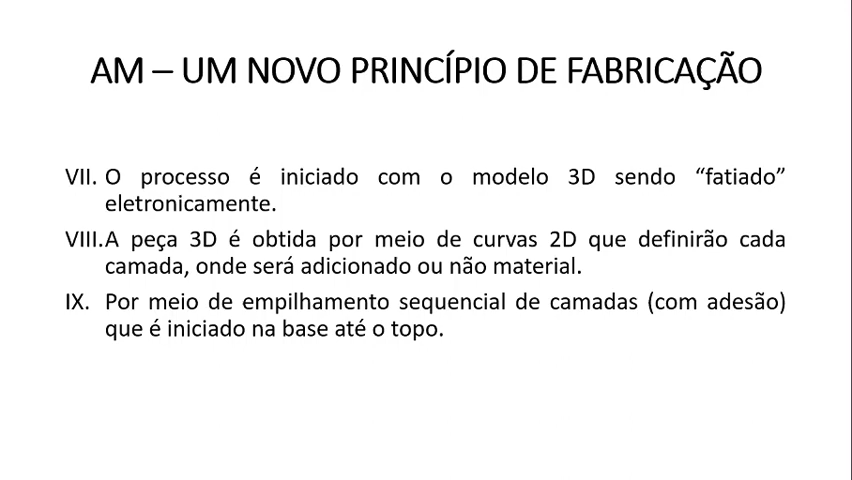 AM – UM NOVO PRINCÍPIO DE FABRICAÇÃO
VII. O processo é iniciado com o modelo 3D sendo “fatiado”
eletronicamente.
VIII.A peça 3D é obtida por meio de curvas 2D que definirão cada
camada, onde será adicionado ou não material.
IX. Por meio de empilhamento sequencial de camadas (com adesão)
que é iniciado na base até o topo.